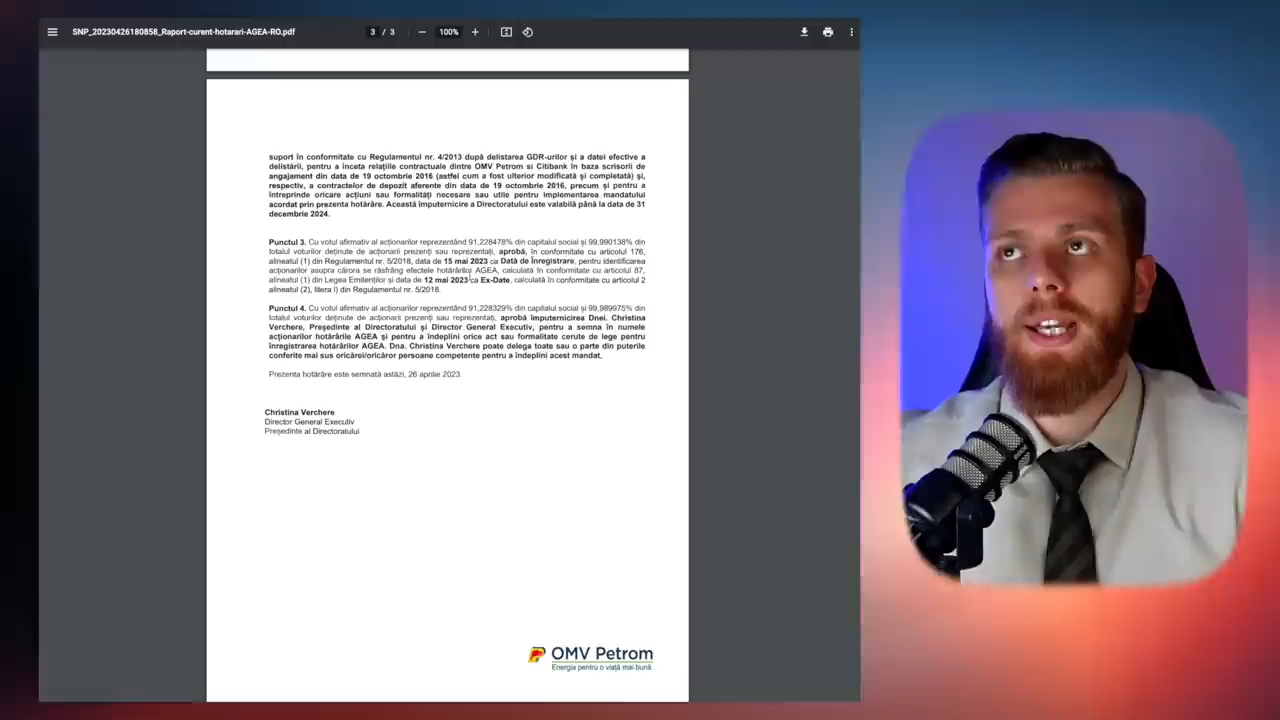 SNP_20230426180858_Raport-curent-hotarari-AGEA-RO.pdf
3 / 3
100%
suport în conformitate cu Regulamentul nr. 4/2013 după delistarea GDR-urilor și a datei efective a
delistării, pentru a înceta relațiile contractuale dintre OMV Petrom si Citibank în baza scrisorii de
angajament din data de 19 octombrie 2016 (astfel cum a fost ulterior modificată și completată) și,
respectiv, a contractelor de depozit aferente din data de 19 octombrie 2016, precum și pentru a
întreprinde oricare acțiuni sau formalități necesare sau utile pentru implementarea mandatului
acordat prin prezenta hotărâre. Această împuternicire a Directoratului este valabilă până la data de 31
decembrie 2024.
Punctul 3. Cu votul afirmativ al acționarilor reprezentând 91,228478% din capitalul social și 99,990138% din
totalul voturilor deținute de acționarii prezenți sau reprezentați, aprobă, în conformitate cu articolul 176,
alineatul (1) din Regulamentul nr. 5/2018, data de 15 mai 2023 ca Dată de Înregistrare, pentru identificarea
acționarilor asupra cărora se răsfrâng efectele hotărârilor AGEA, calculată în conformitate cu articolul 87,
alineatul (1) din Legea Emitenților și data de 12 mai 2023 ca Ex-Date, calculată în conformitate cu articolul 2
alineatul (2), litera l) din Regulamentul nr. 5/2018.
Punctul 4. Cu votul afirmativ al acționarilor reprezentând 91,228329% din capitalul social și 99,989975% din
totalul voturilor deținute de acționarii prezenți sau reprezentați, aprobă împuternicirea Dnei. Christina
Verchere, Președinte al Directoratului și Director General Executiv, pentru a semna în numele
acționarilor hotărârile AGEA și pentru a îndeplini orice act sau formalitate cerute de lege pentru
înregistrarea hotărârilor AGEA. Dna. Christina Verchere poate delega toate sau o parte din puterile
conferite mai sus oricărei/oricăror persoane competente pentru a îndeplini acest mandat.
Prezenta hotărâre este semnată astăzi, 26 aprilie 2023.
Christina Verchere
Director General Executiv
Președinte al Directoratului
OMV Petrom
Energia pentru o viață mai bună